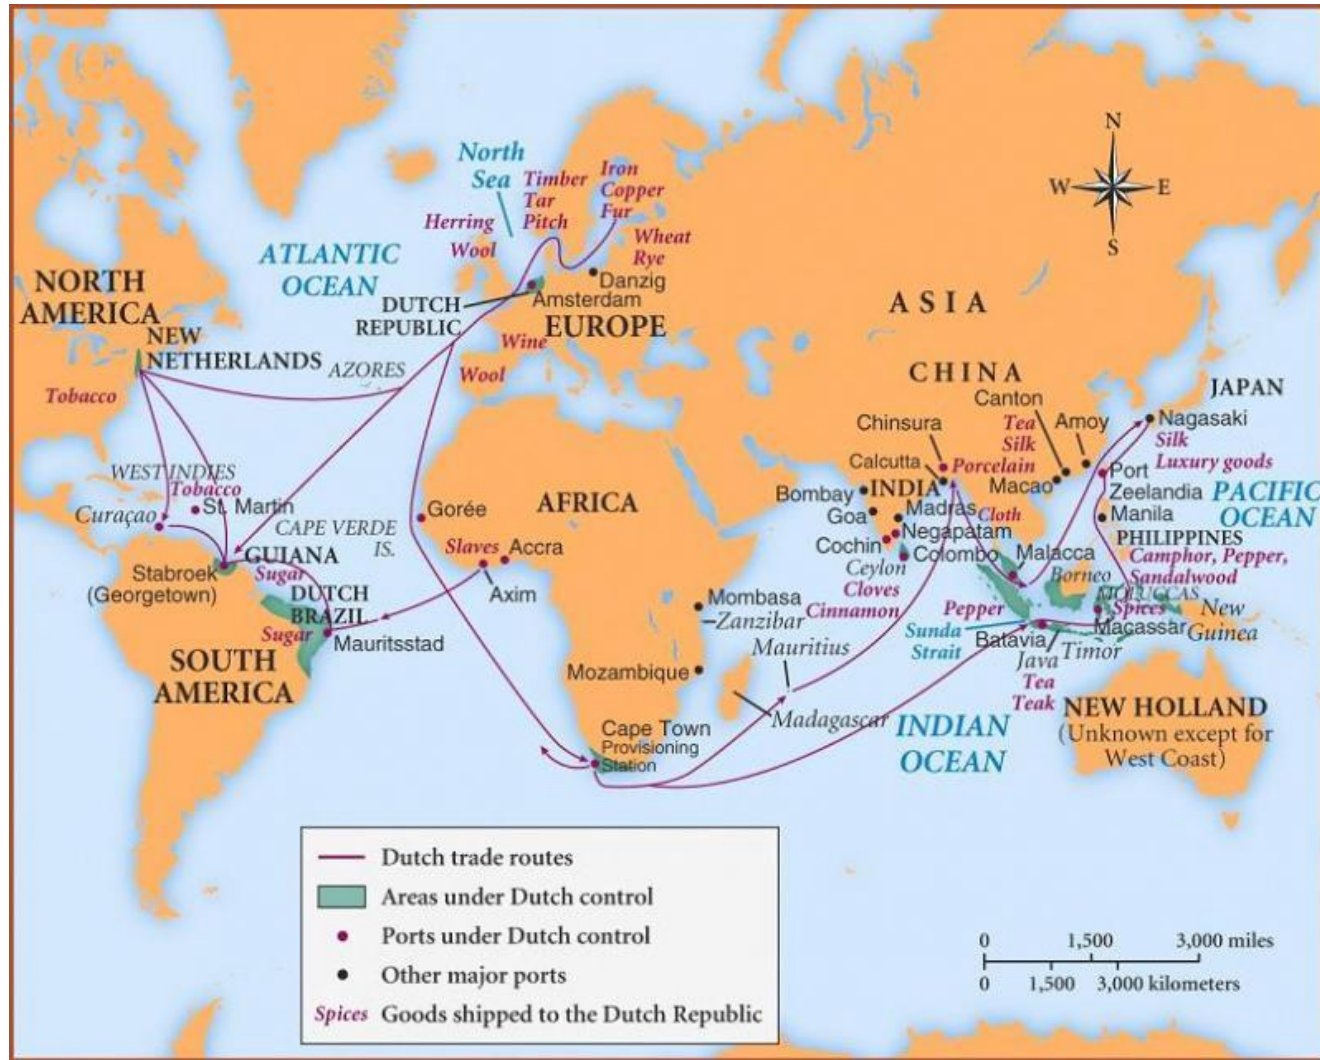 N
W
E
S
North
Sea
Timber
Tar
Pitch
Iron
Copper
Fur
Herring
Wool
Wheat
Rye
ATLANTIC
OCEAN
NORTH
AMERICA
Danzig
Amsterdam
DUTCH
REPUBLIC
EUROPE
ASIA
NEW
NETHERLANDS
AZORES
Wine
Wool
Tobacco
CHINA
JAPAN
Canton
Tea
Silk
Amoy
Nagasaki
Silk
Luxury goods
Chinsura
Calcutta
Porcelain
Macao
Port
Zeelandia
PACIFIC
OCEAN
WEST INDIES
Tobacco
St. Martin
Curaçao
CAPE VERDE
IS.
Gorée
AFRICA
Bombay
INDIA
Goa
Madras
Cloth
Negapatam
Manila
PHILIPPINES
Cochin
Colombo
Ceylon
Malacca
Camphor, Pepper,
Sandalwood
Borneo
MOLUCCAS
Slaves
Accra
Axim
GUIANA
Sugar
Stabroek
(Georgetown)
DUTCH
BRAZIL
Sugar
Mauritsstad
SOUTH
AMERICA
Mombasa
Zanzibar
Cloves
Cinnamon
Pepper
Spices
New
Guinea
Sunda
Strait
Batavia
Macassar
Java
Timor
Tea
Teak
Mauritius
Mozambique
Madagascar
INDIAN
OCEAN
NEW HOLLAND
(Unknown except for
West Coast)
Cape Town
Provisioning
Station
Dutch trade routes
Areas under Dutch control
Ports under Dutch control
Other major ports
Spices Goods shipped to the Dutch Republic
0 1,500 3,000 miles
0 1,500 3,000 kilometers